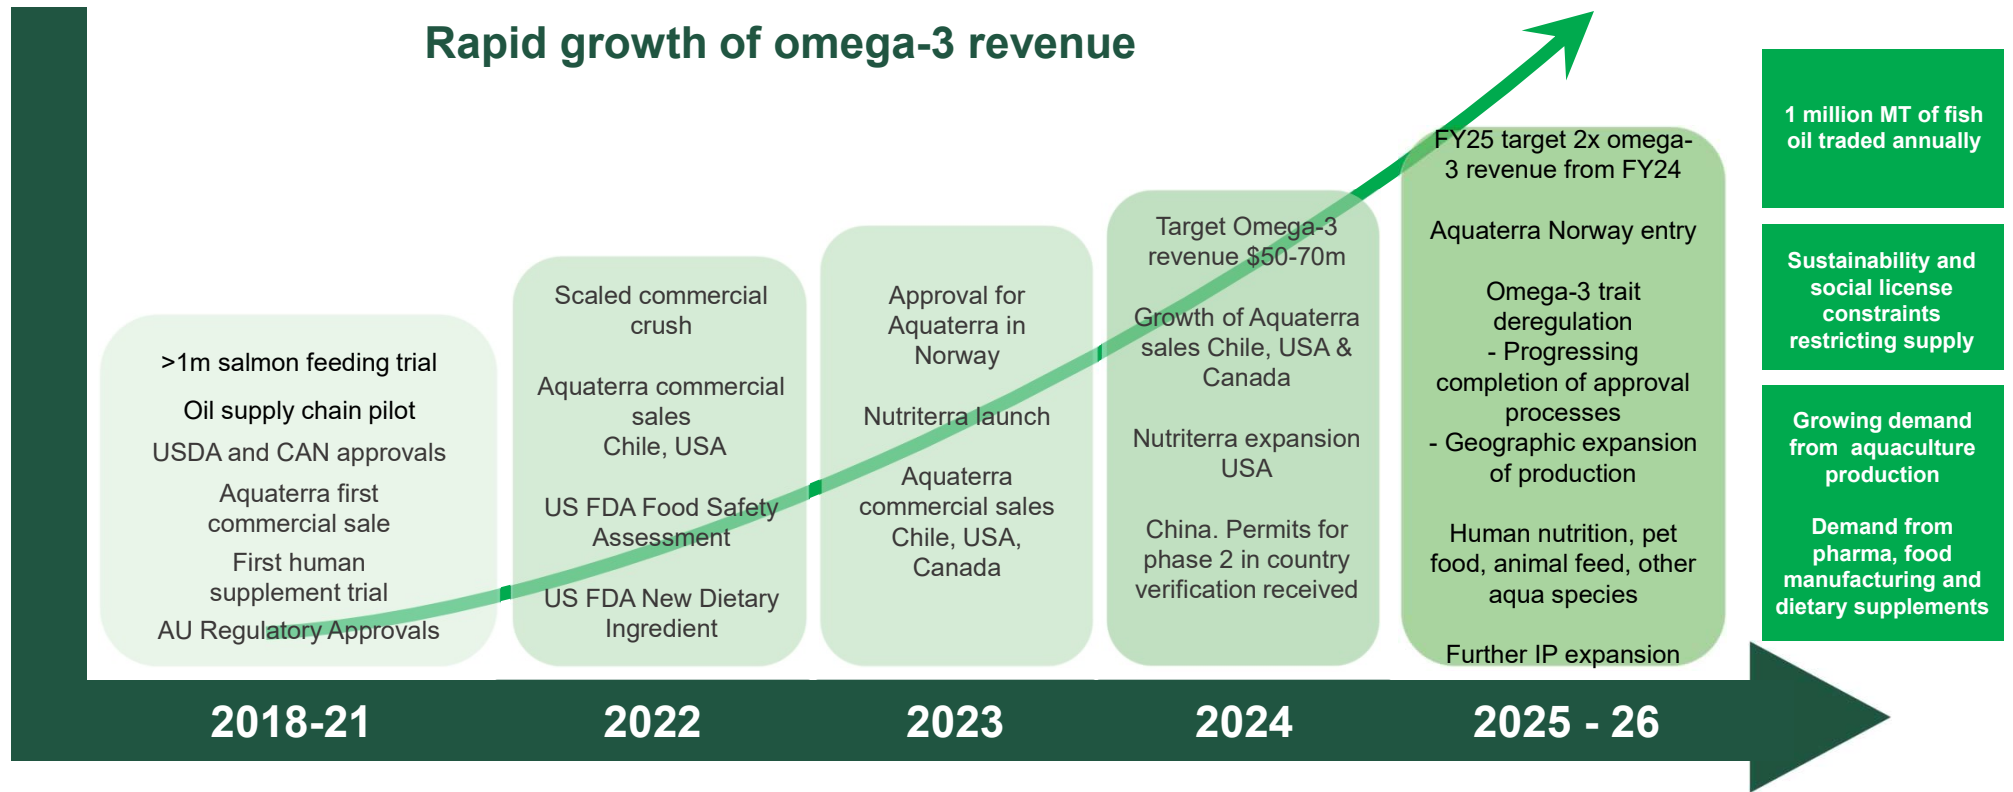 Rapid growth of omega-3 revenue
>1m salmon feeding trial
Oil supply chain pilot
USDA and CAN approvals
Aquaterra first
commercial sale
First human
supplement trial
AU Regulatory Approvals
2018-21
Scaled commercial
crush
Aquaterra commercial
sales
Chile, USA
US FDA Food Safety
Assessment
US FDA New Dietary
Ingredient
2022
Approval for
Aquaterra in
Norway
Nutriterra launch
Aquaterra
commercial sales
Chile, USA,
Canada
2023
Target Omega-3
revenue $50-70m
Growth of Aquaterra
sales Chile, USA &
Canada
Nutriterra expansion
USA
China. Permits for
phase 2 in country
verification received
2024
FY25 target 2x omega-
3 revenue from FY24
Aquaterra Norway entry
Omega-3 trait
deregulation
- Progressing
completion of approval
processes
- Geographic expansion
of production
Human nutrition, pet
food, animal feed, other
aqua species
Further IP expansion
2025 - 26
1 million MT of fish
oil traded annually
Sustainability and
social license
constraints
restricting supply
Growing demand
from  aquaculture
production
Demand from
pharma, food
manufacturing and
dietary supplements